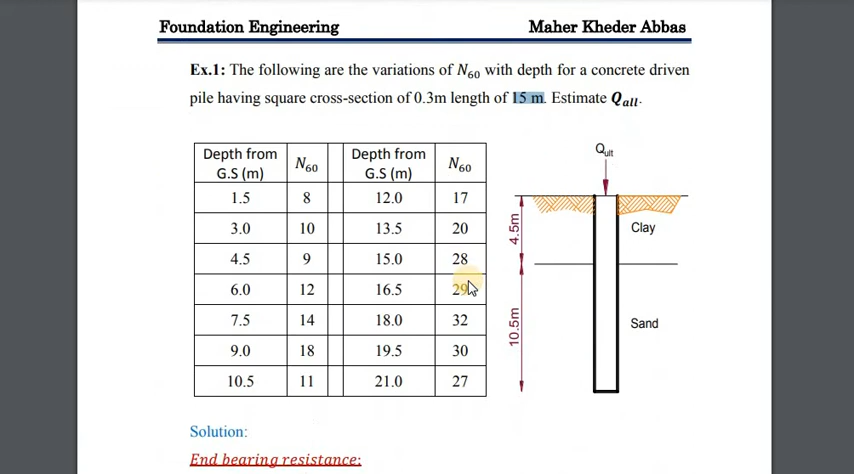 Foundation Engineering Maher Kheder Abbas
Ex.1: The following are the variations of N60 with depth for a concrete driven
pile having square cross-section of 0.3m length of 15 m. Estimate Qall.
Depth from G.S (m) N60 Depth from G.S (m) N60
1.5 8 12.0 17
3.0 10 13.5 20
4.5 9 15.0 28
6.0 12 16.5 29
7.5 14 18.0 32
9.0 18 19.5 30
10.5 11 21.0 27
Qult
4.5m
Clay
10.5m
Sand
Solution:
End bearing resistance: